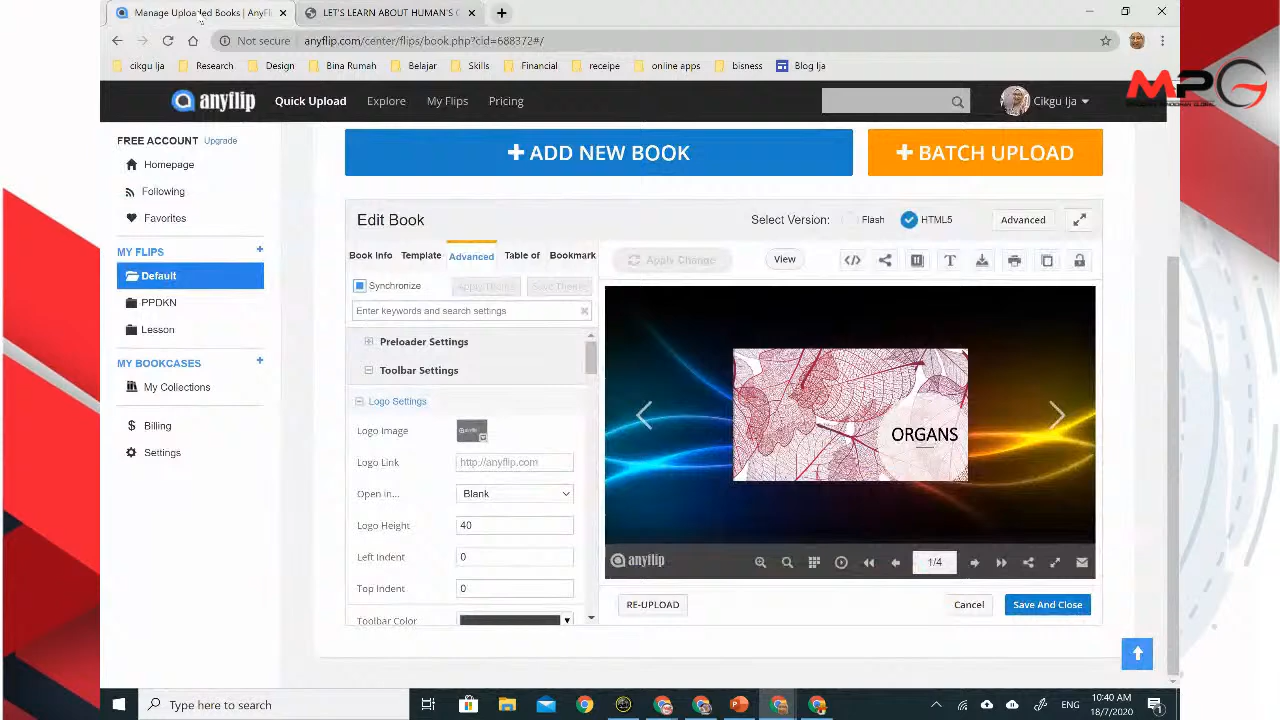 Manage Uploaded Books | AnyFli
LET'S LEARN ABOUT HUMAN'S
Not secure
anyflip.com/center/flips/book.php?cid=688372#/
cikgu Ija
Research
Design
Bina Rumah
Belajar
Skills
Financial
receipe
online apps
bisness
Blog Ija
MPG
anyflip
Quick Upload
Explore
My Flips
Pricing
Cikgu Ija
FREE ACCOUNT Upgrade
Homepage
Following
Favorites
MY FLIPS
Default
PPDKN
Lesson
MY BOOKCASES
My Collections
Billing
Settings
+ ADD NEW BOOK
+ BATCH UPLOAD
Edit Book
Select Version:
Flash
HTML5
Advanced
Book Info
Template
Advanced
Table of
Bookmark
Apply Change
View
Synchronize
Enter keywords and search settings
Preloader Settings
Toolbar Settings
Logo Settings
Logo Image
Logo Link
http://anyflip.com
Open in...
Blank
Logo Height
40
Left Indent
0
Top Indent
0
Toolbar Color
ORGANS
anyflip
1/4
RE-UPLOAD
Cancel
Save And Close
Type here to search
ENG
10:40 AM
18/7/2020
1